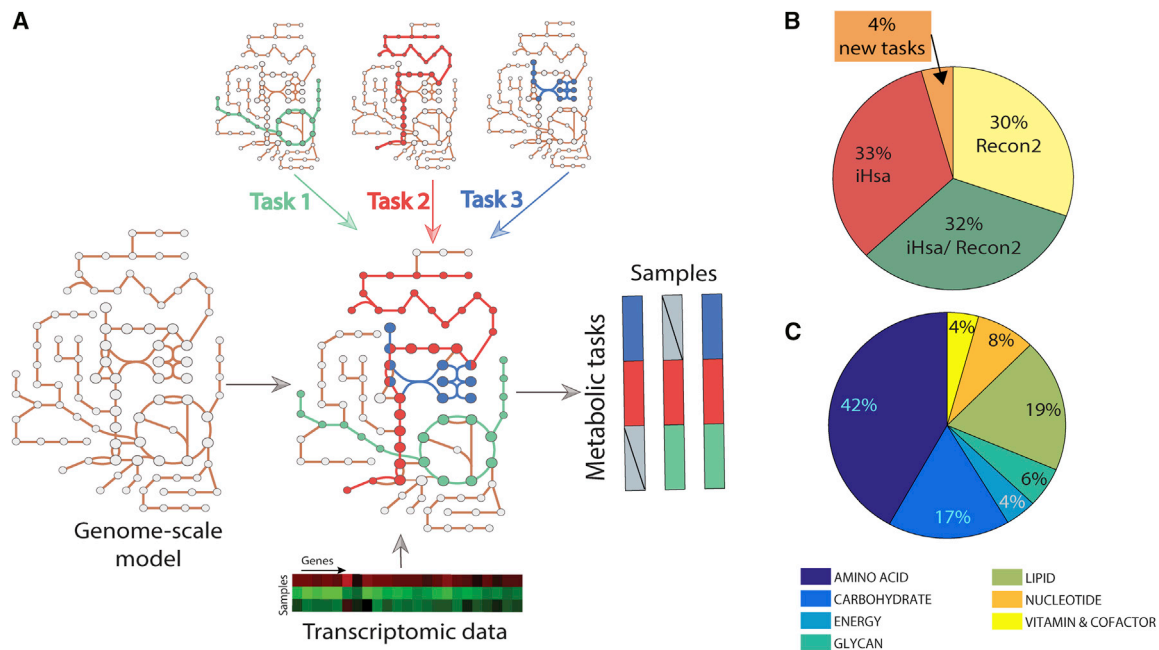 A
Task 1
Task 2
Task 3
Genome-scale
model
Genes
Samples
Transcriptomic data
Samples
Metabolic tasks
B
4%
new tasks
30%
Recon2
33%
iHsa
32%
iHsa/ Recon2
C
4%
8%
19%
6%
4%
17%
42%
AMINO ACID
CARBOHYDRATE
ENERGY
GLYCAN
LIPID
NUCLEOTIDE
VITAMIN & COFACTOR